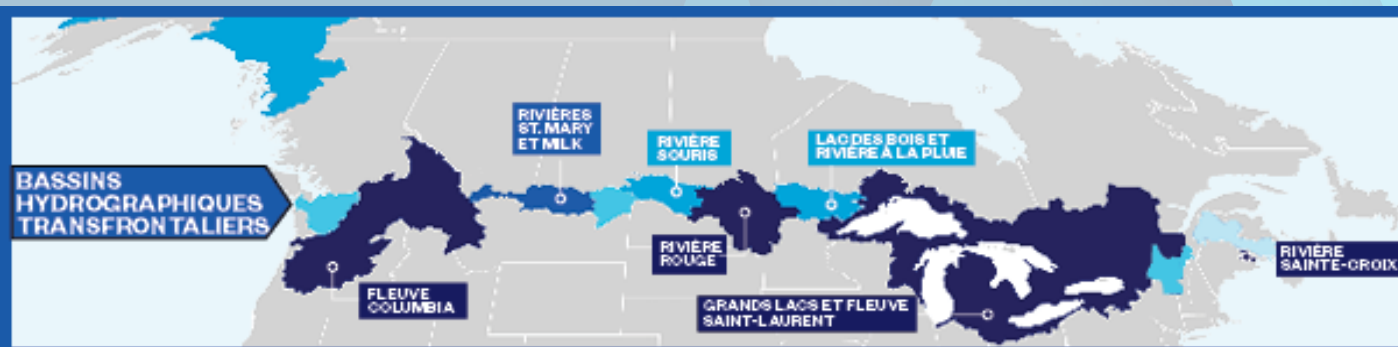 BASSINS
HYDROGRAPHIQUES
TRANSFRONTALIERS
FLEUVE
COLUMBIA
RIVIÈRES
ST. MARY
ET MILK
RIVIÈRE
SOURIS
RIVIÈRE
ROUGE
LAC DES BOIS ET
RIVIÈRE À LA PLUIE
GRANDS LACS ET FLEUVE
SAINT-LAURENT
RIVIÈRE
SAINTE-CROIX